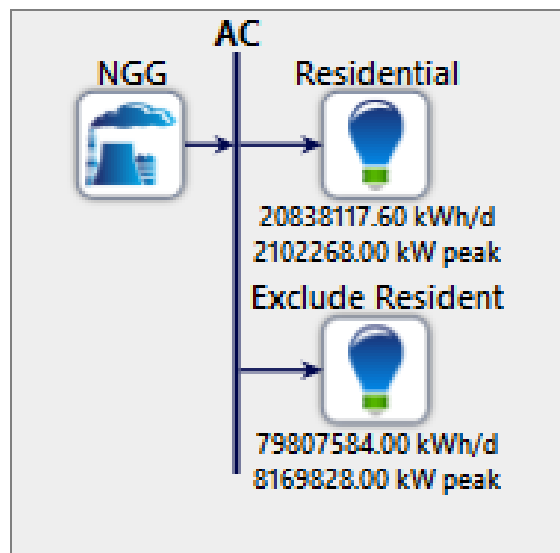 AC
NGG
Residential
20838117.60 kWh/d
2102268.00 kW peak
Exclude Resident
79807584.00 kWh/d
8169828.00 kW peak